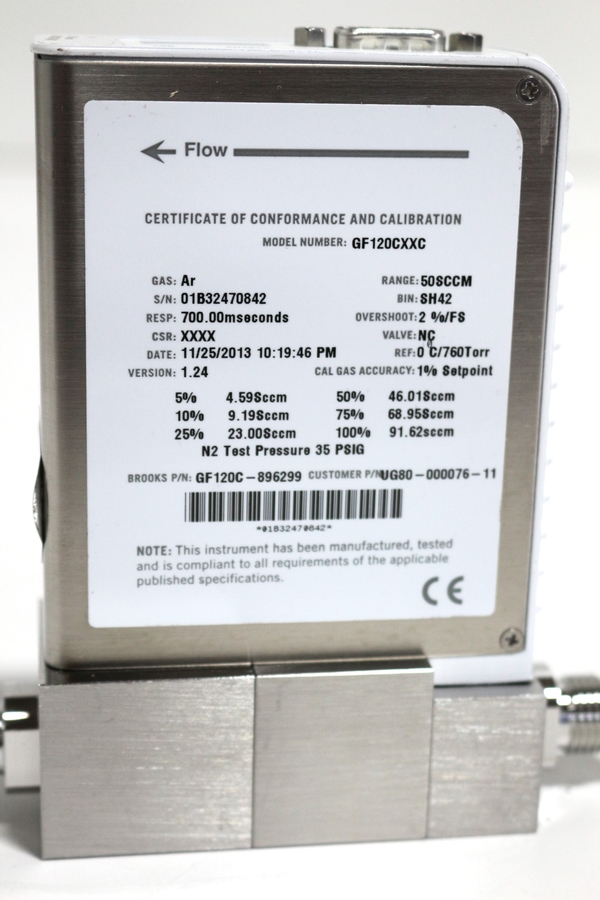 Flow
CERTIFICATE OF CONFORMANCE AND CALIBRATION
MODEL NUMBER: GF120CXXC
GAS: Ar RANGE: 50SCCM
S/N: 01B32470842 BIN: SH42
RESP: 700.00mseconds OVERSHOOT: 2 %/FS
CSR: XXXX VALVE: NC
DATE: 11/25/2013 10:19:46 PM REF: 0 C/760Torr
VERSION: 1.24 CAL GAS ACCURACY: 1% Setpoint
5% 4.59Sccm 50% 46.01Sccm
10% 9.19Sccm 75% 68.95Sccm
25% 23.00Sccm 100% 91.62sccm
N2 Test Pressure 35 PSIG
BROOKS P/N: GF120C-896299 CUSTOMER P/N UG80-000076-11
*01B32470842*
NOTE: This instrument has been manufactured, tested
and is compliant to all requirements of the applicable
published specifications.
CE